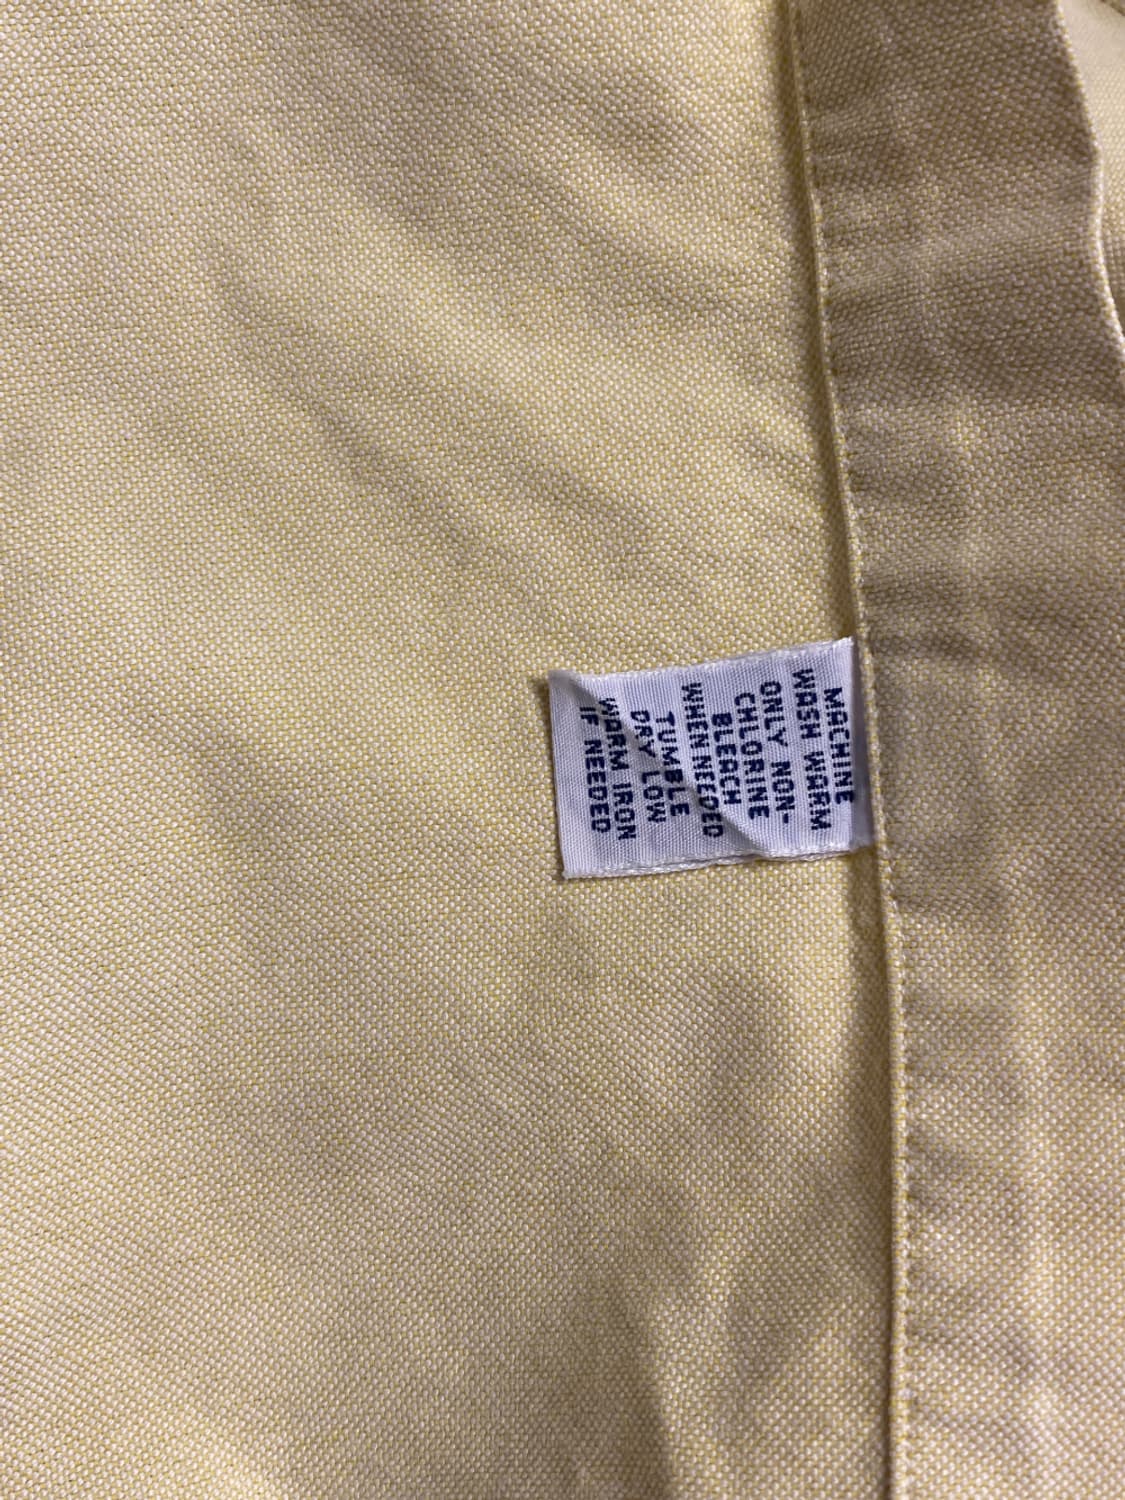 MACHINE
WASH WARM
ONLY NON-
CHLORINE
BLEACH
WHEN NEEDED
TUMBLE
DRY LOW
WARM IRON
IF NEEDED